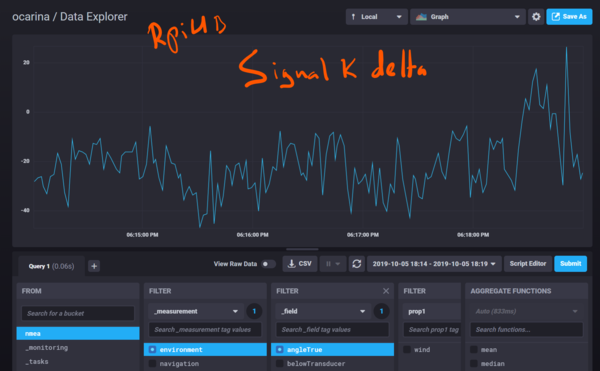 ocarina / Data Explorer
Local
Graph
Save As
Signal K delta
20
0
-20
-40
06:15:00 PM
06:16:00 PM
06:17:00 PM
06:18:00 PM
Query 1 (0.06s)
View Raw Data
CSV
2019-10-05 18:14 - 2019-10-05 18:19
Script Editor
Submit
FROM
FILTER
FILTER
FILTER
AGGREGATE FUNCTIONS
Search for a bucket
_measurement
1
_field
1
prop1
Auto (833ms)
Search _measurement tag values
Search _field tag values
Search prop1 tag
Search functions...
nmea
environment
angleTrue
wind
mean
_monitoring
navigation
belowTransducer
median
_tasks